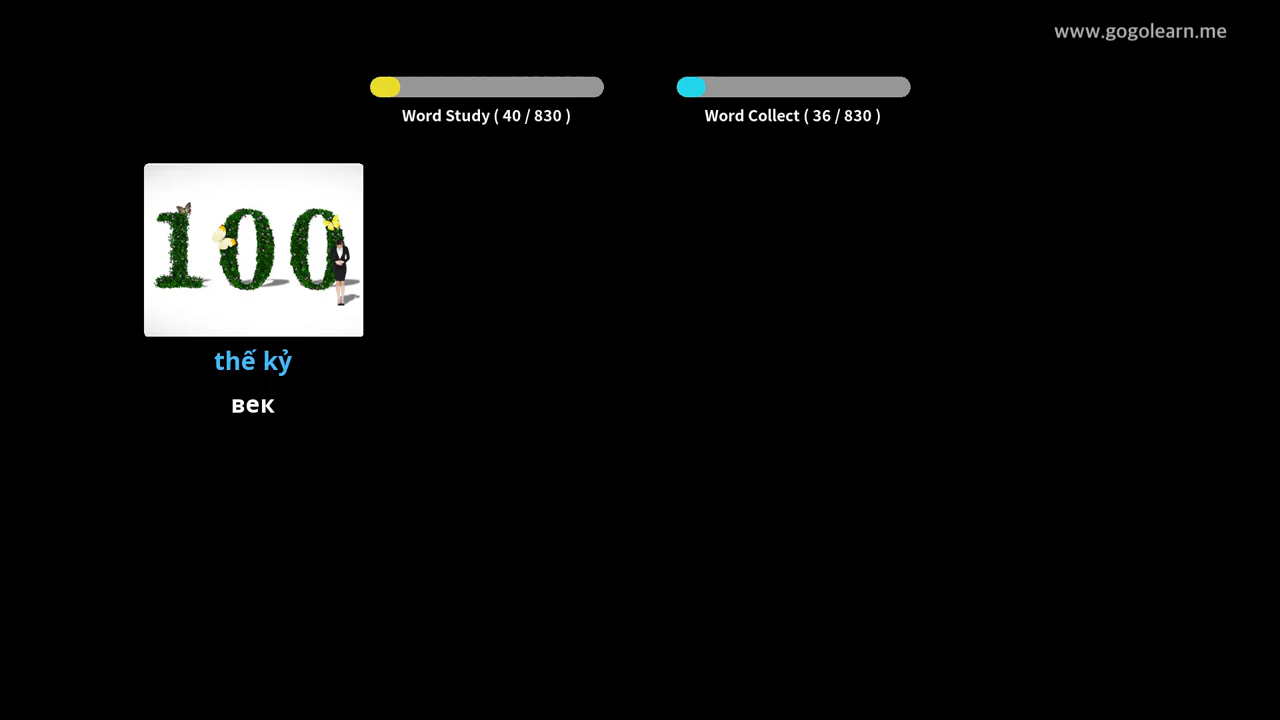 www.gogolearn.me
Word Study ( 40 / 830 )
Word Collect ( 36 / 830 )
100
thế kỷ
век